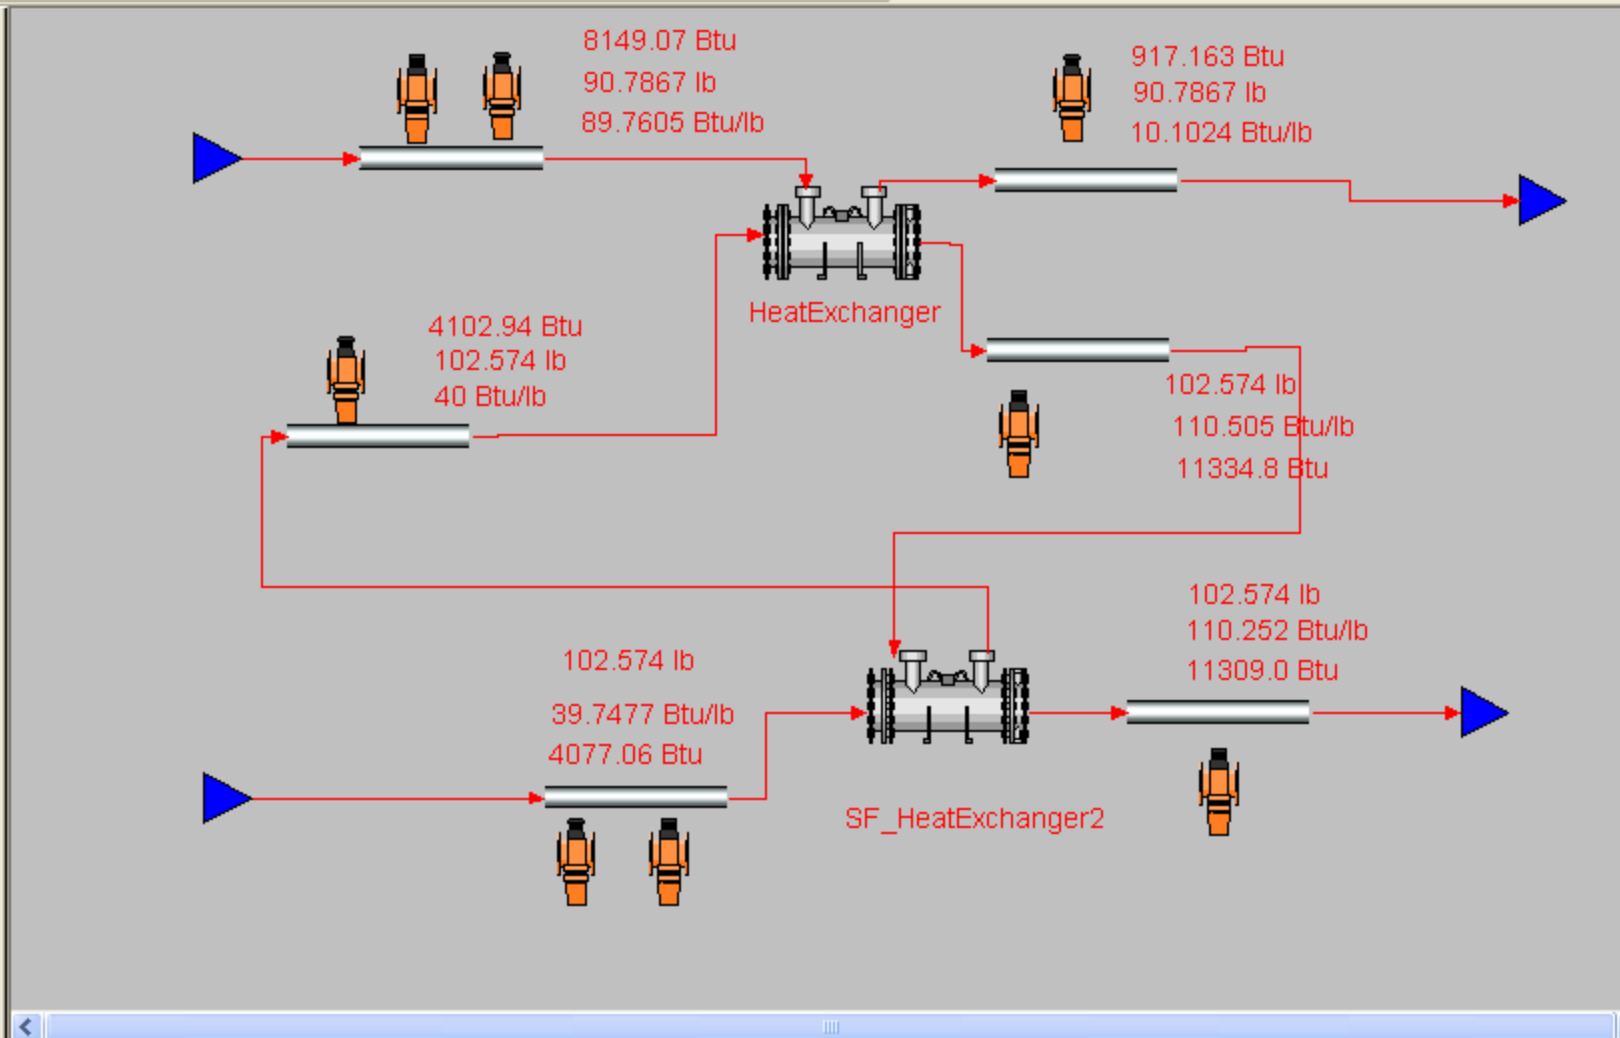 8149.07 Btu
90.7867 lb
89.7605 Btu/lb
917.163 Btu
90.7867 lb
10.1024 Btu/lb
HeatExchanger
4102.94 Btu
102.574 lb
40 Btu/lb
102.574 lb
110.505 Btu/lb
11334.8 Btu
102.574 lb
110.252 Btu/lb
11309.0 Btu
102.574 lb
39.7477 Btu/lb
4077.06 Btu
SF_HeatExchanger2